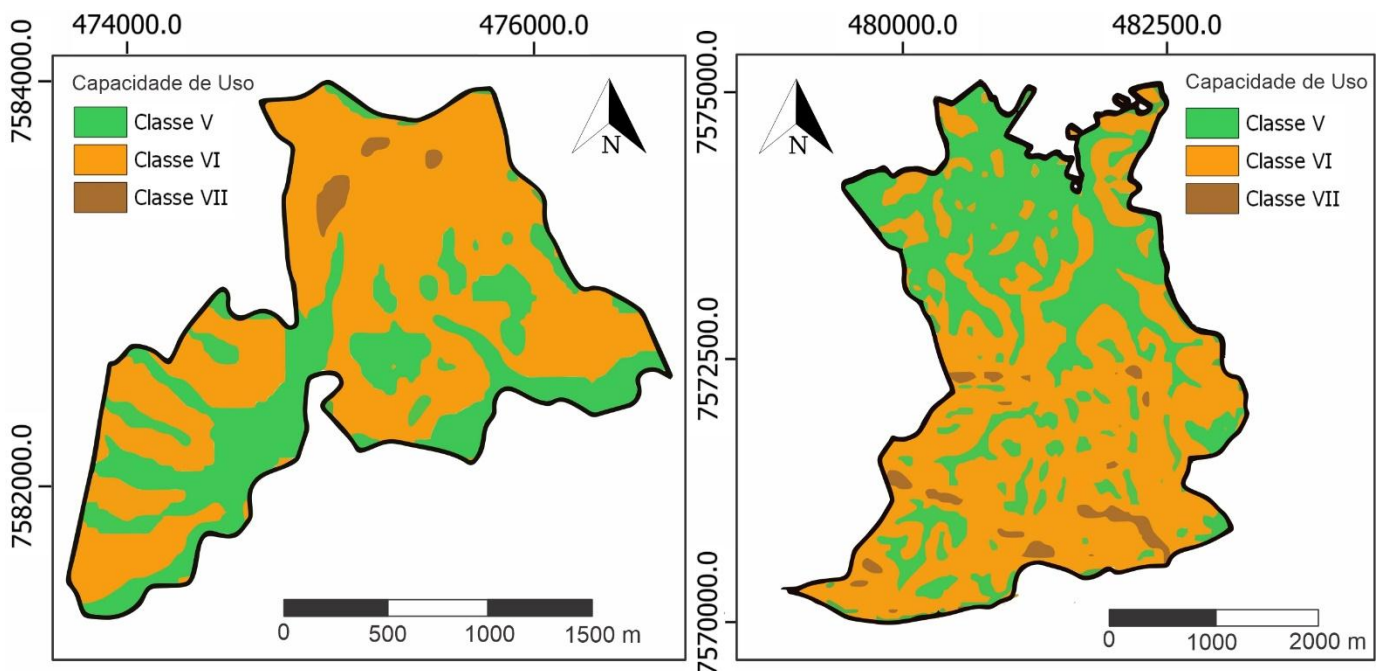 474000.0 476000.0
7584000.0
7582000.0
Capacidade de Uso
Classe V
Classe VI
Classe VII
N
0 500 1000 1500 m
480000.0 482500.0
7575000.0
7572500.0
7570000.0
Capacidade de Uso
Classe V
Classe VI
Classe VII
N
0 1000 2000 m